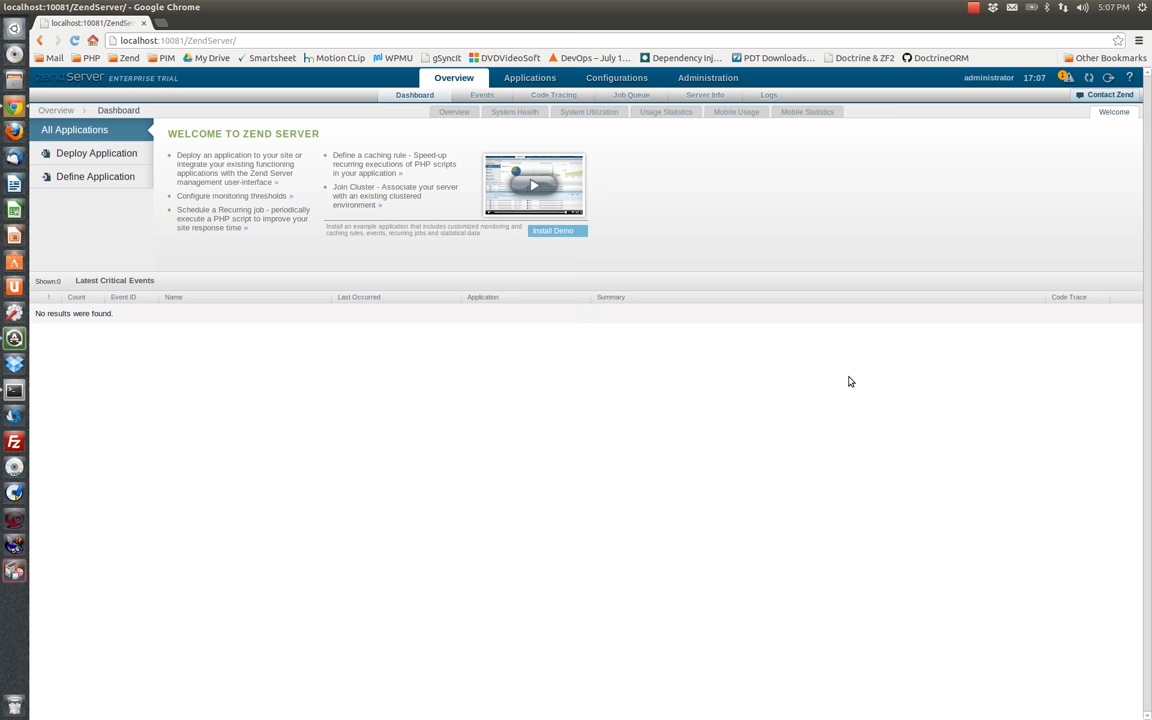 localhost:10081/ZendServer/ - Google Chrome
5:07 PM
localhost:10081/ZendSer
localhost:10081/ZendServer/
Mail PHP Zend PIM My Drive Smartsheet Motion CLip WPMU gSyncIt DVDVideoSoft DevOps – July 1... Dependency Inj... PDT Downloads... Doctrine & ZF2 DoctrineORM Other Bookmarks
zendServer ENTERPRISE TRIAL
Overview Applications Configurations Administration
administrator 17:07 1 ?
Dashboard Events Code Tracing Job Queue Server Info Logs
Contact Zend
Overview Dashboard
Overview System Health System Utilization Usage Statistics Mobile Usage Mobile Statistics Welcome
All Applications
Deploy Application
Define Application
WELCOME TO ZEND SERVER
Deploy an application to your site or
integrate your existing functioning
applications with the Zend Server
management user-interface »
Configure monitoring thresholds »
Schedule a Recurring job - periodically
execute a PHP script to improve your
site response time »
Define a caching rule - Speed-up
recurring executions of PHP scripts
in your application »
Join Cluster - Associate your server
with an existing clustered
environment »
Install an example application that includes customized monitoring and
caching rules, events, recurring jobs and statistical data
Install Demo
Shown:0 Latest Critical Events
! Count Event ID Name Last Occurred Application Summary Code Trace
No results were found.